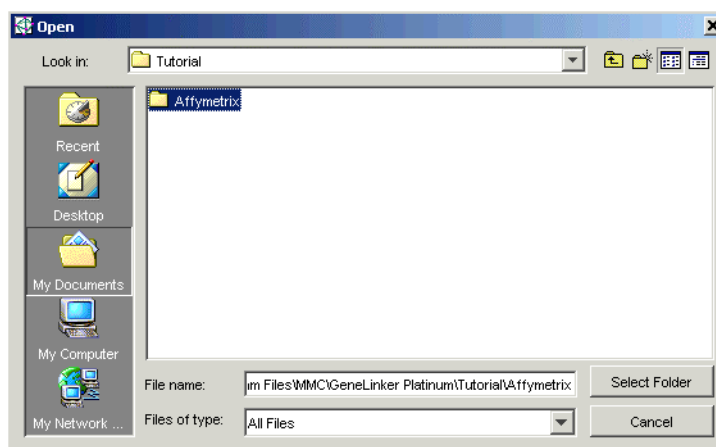 Open
Look in:
Tutorial
Affymetrix
Recent
Desktop
My Documents
My Computer
My Network ...
File name:
ım Files\MMC\GeneLinker Platinum\Tutorial\Affymetrix
Select Folder
Files of type:
All Files
Cancel